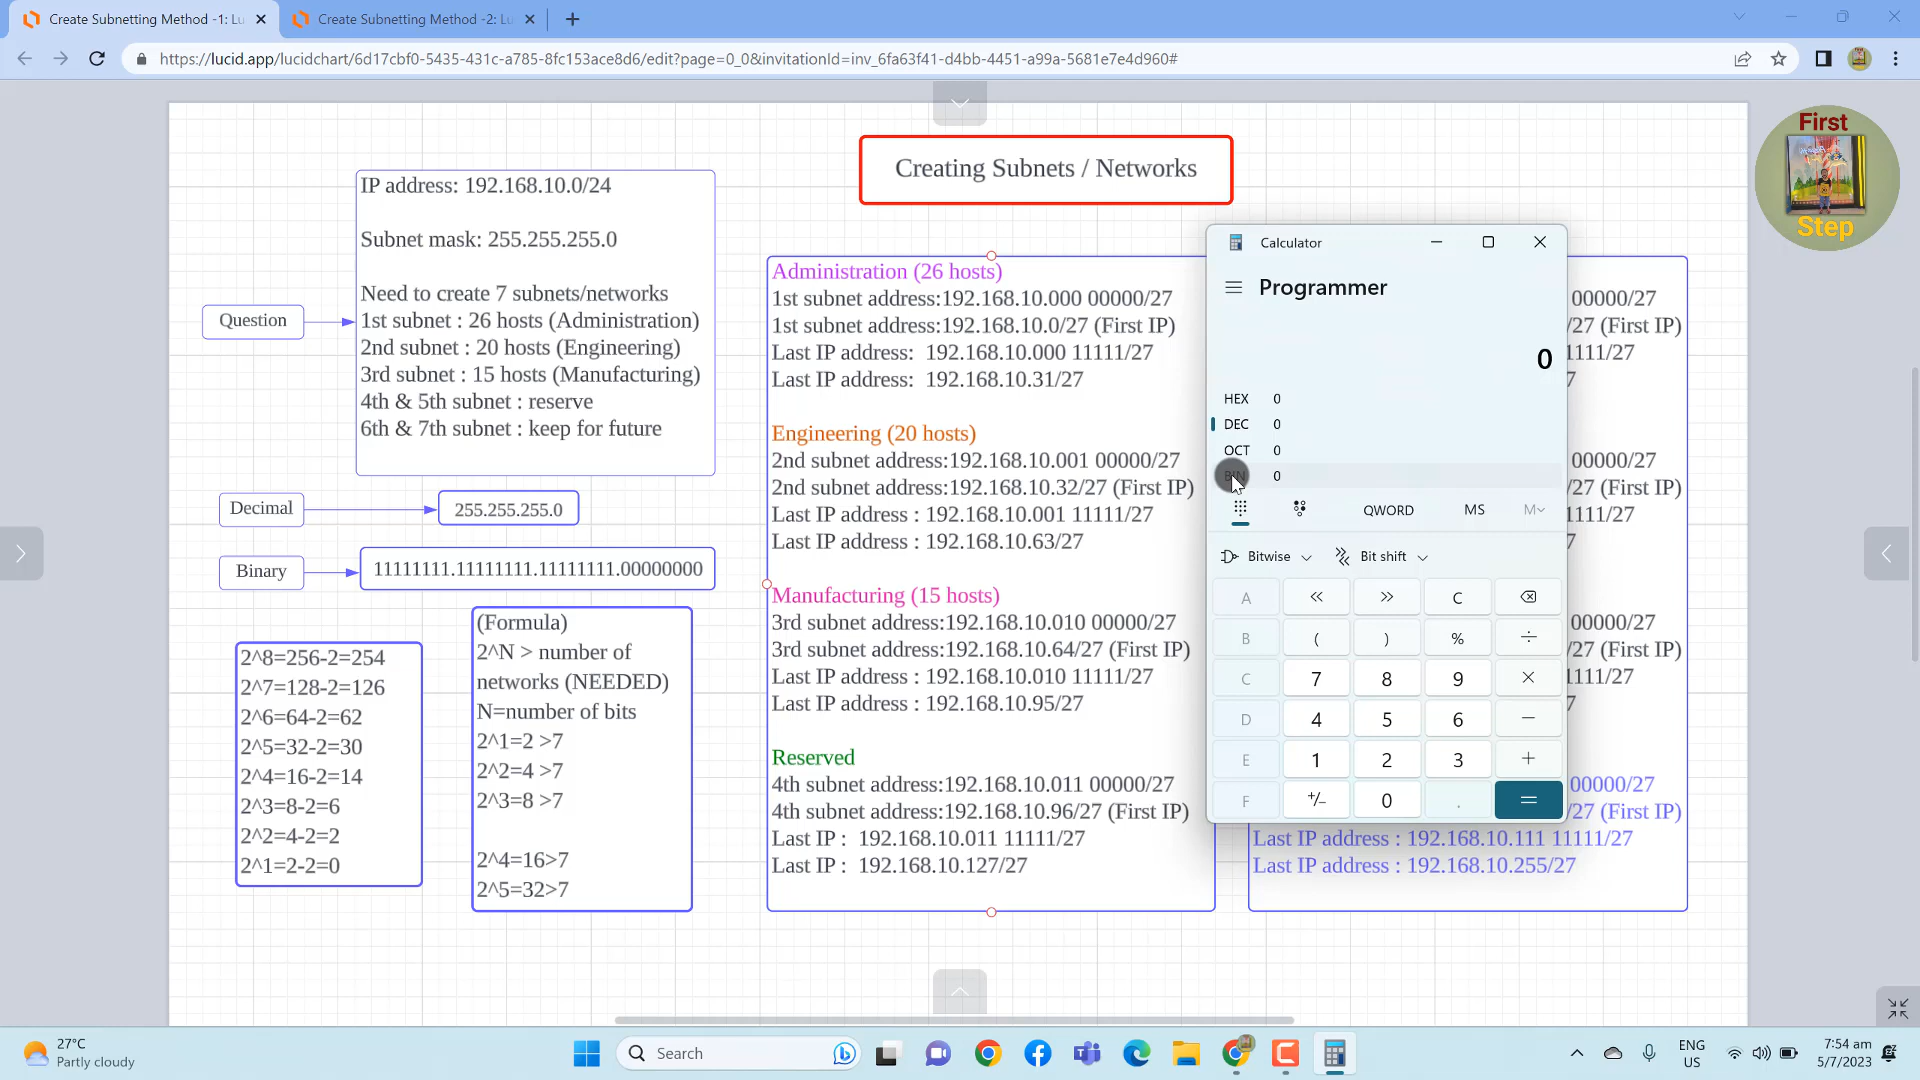 Create Subnetting Method -1: Lu
Create Subnetting Method -2: Lu
https://lucid.app/lucidchart/6d17cbf0-5435-431c-a785-8fc153ace8d6/edit?page=0_0&invitationId=inv_6fa63f41-d4bb-4451-a99a-5681e7e4d960#
First
Step
Creating Subnets / Networks
Question
IP address: 192.168.10.0/24
Subnet mask: 255.255.255.0
Need to create 7 subnets/networks
1st subnet : 26 hosts (Administration)
2nd subnet : 20 hosts (Engineering)
3rd subnet : 15 hosts (Manufacturing)
4th & 5th subnet : reserve
6th & 7th subnet : keep for future
Decimal
255.255.255.0
Binary
11111111.11111111.11111111.00000000
2^8=256-2=254
2^7=128-2=126
2^6=64-2=62
2^5=32-2=30
2^4=16-2=14
2^3=8-2=6
2^2=4-2=2
2^1=2-2=0
(Formula)
2^N > number of
networks (NEEDED)
N=number of bits
2^1=2 >7
2^2=4 >7
2^3=8 >7
2^4=16>7
2^5=32>7
Administration (26 hosts)
1st subnet address:192.168.10.000 00000/27
1st subnet address:192.168.10.0/27 (First IP)
Last IP address:  192.168.10.000 11111/27
Last IP address:  192.168.10.31/27
Engineering (20 hosts)
2nd subnet address:192.168.10.001 00000/27
2nd subnet address:192.168.10.32/27 (First IP)
Last IP address : 192.168.10.001 11111/27
Last IP address : 192.168.10.63/27
Manufacturing (15 hosts)
3rd subnet address:192.168.10.010 00000/27
3rd subnet address:192.168.10.64/27 (First IP)
Last IP address : 192.168.10.010 11111/27
Last IP address : 192.168.10.95/27
Reserved
4th subnet address:192.168.10.011 00000/27
4th subnet address:192.168.10.96/27 (First IP)
Last IP :  192.168.10.011 11111/27
Last IP :  192.168.10.127/27
Calculator
Programmer
0
HEX 0
DEC 0
OCT 0
BIN 0
QWORD MS M
Bitwise Bit shift
A << >> C
B ( ) % ÷
C 7 8 9 ×
D 4 5 6 −
E 1 2 3 +
F +/− 0 . =
00000/27
/27 (First IP)
1111/27
7
00000/27
/27 (First IP)
1111/27
7
00000/27
/27 (First IP)
1111/27
7
00000/27
/27 (First IP)
Last IP address : 192.168.10.111 11111/27
Last IP address : 192.168.10.255/27
27°C
Partly cloudy
Search
ENG
US
7:54 am
5/7/2023